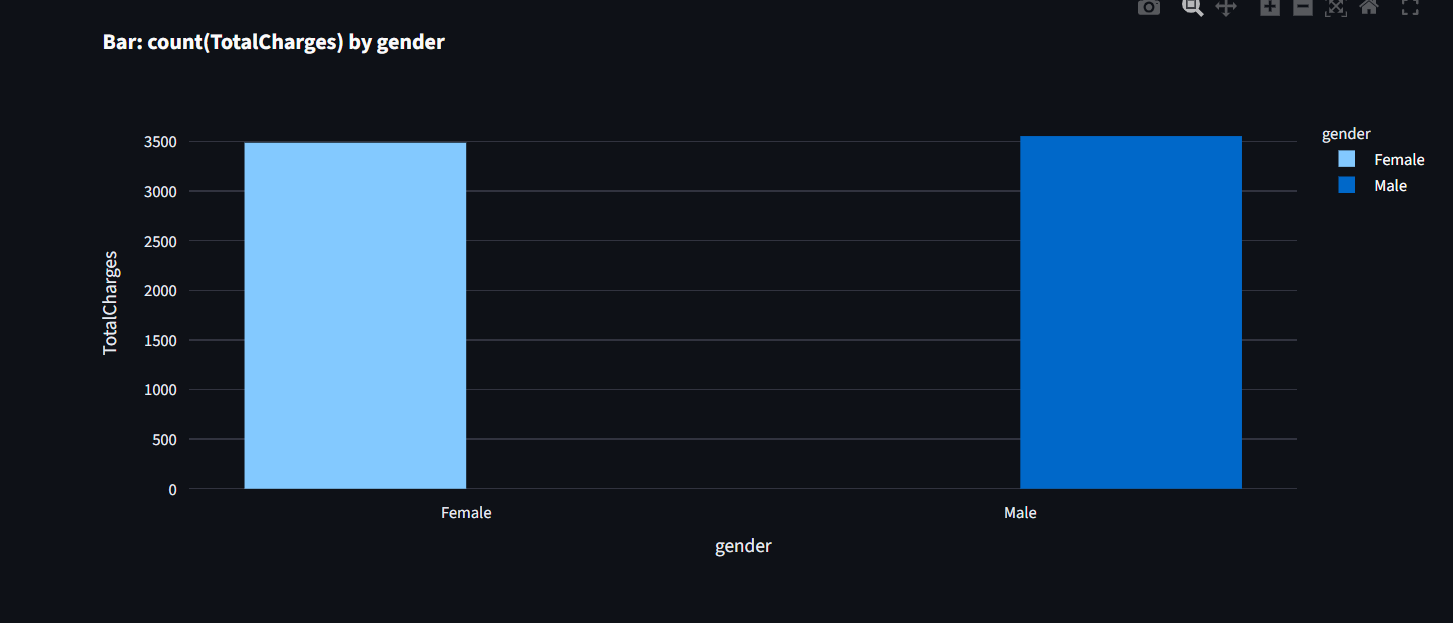 Bar: count(TotalCharges) by gender
3500
3000
2500
2000
1500
1000
500
0
TotalCharges
Female
Male
gender
gender
Female
Male